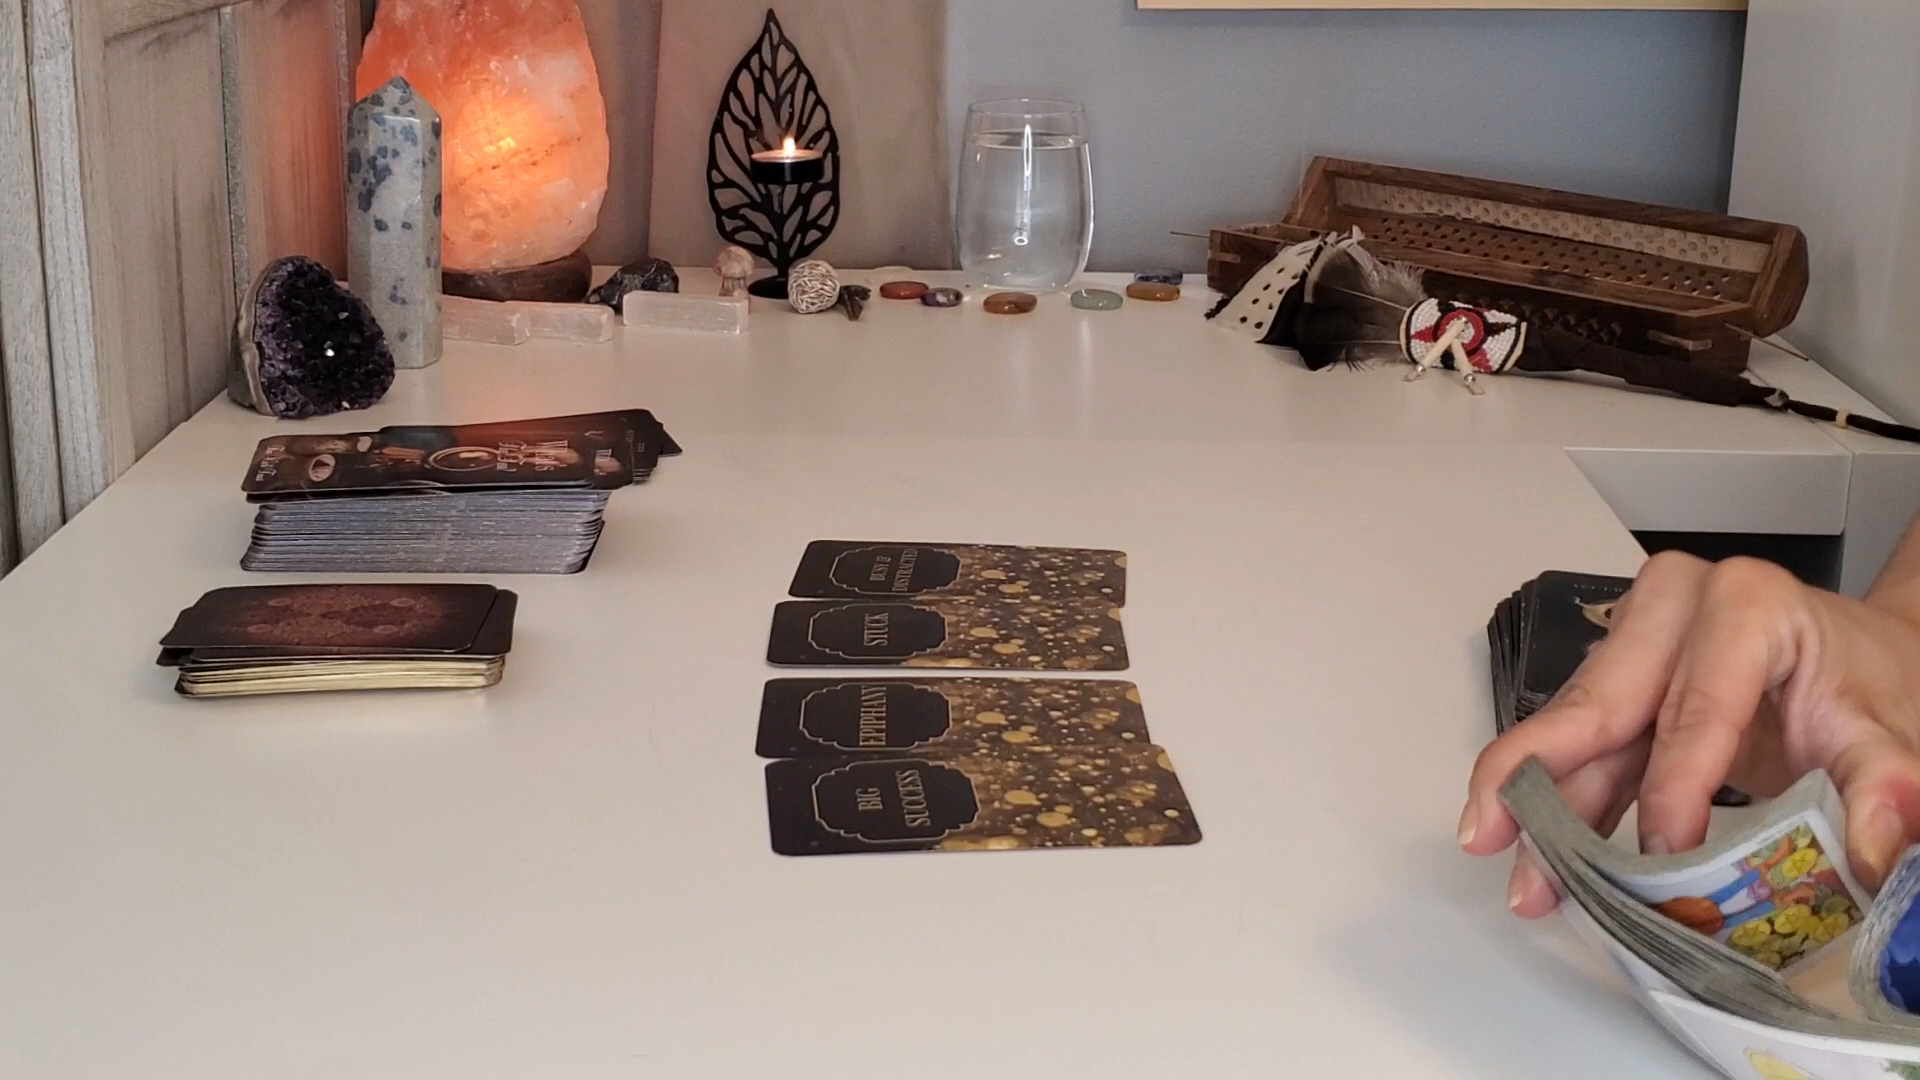 BUSY &
DISTRACTED
STUCK
EPIPHANY
BIG
SUCCESS